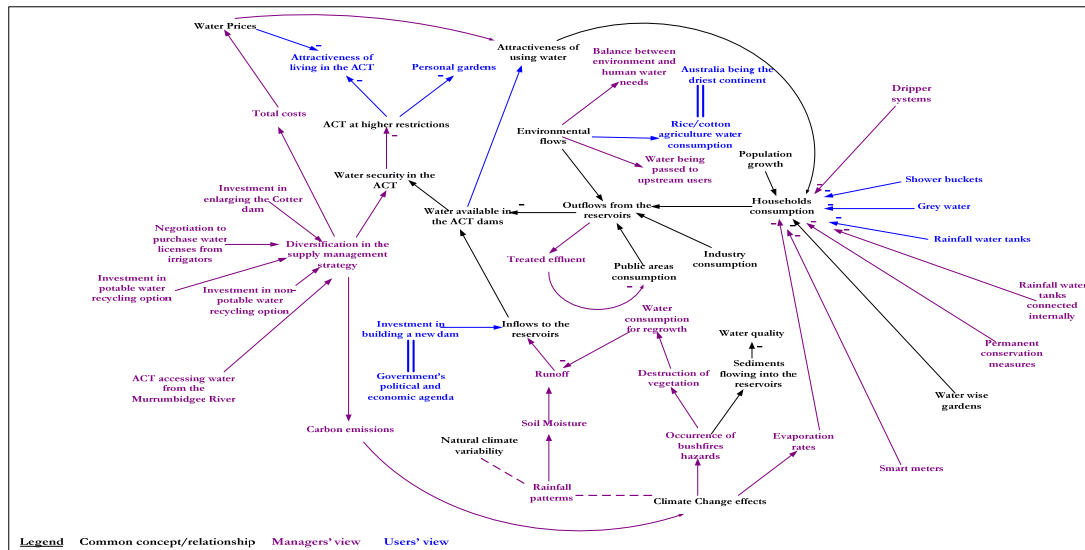 Water Prices
Attractiveness of
living in the ACT
Personal gardens
Attractiveness of
using water
Balance between
environment and
human water
needs
Australia being the
driest continent
Rice/cotton
agriculture water
consumption
Dripper
systems
Total costs
ACT at higher restrictions
Environmental
flows
Water being
passed to
upstream users
Population
growth
Shower buckets
Grey water
Rainfall water tanks
Water security in the
ACT
Water available
in the ACT dams
Outflows from the
reservoirs
Households
consumption
Investment in
enlarging the Cotter
dam
Negotiation to
purchase water
licenses from
irrigators
Diversification in the
supply management
strategy
Investment in
potable water
recycling option
Investment in non-
potable water
recycling option
Treated effluent
Public areas
consumption
Industry
consumption
Rainfall water
tanks
connected
internally
Investment in
building a new dam
Government's
political and
economic agenda
Inflows to the
reservoirs
Water
consumption
for regrowth
Water quality
Permanent
conservation
measures
ACT accessing water
from the
Murrumbidgee River
Runoff
Destruction of
vegetation
Sediments
flowing into the
reservoirs
Water wise
gardens
Carbon emissions
Soil Moisture
Natural climate
variability
Occurrence of
bushfires
hazards
Evaporation
rates
Smart meters
Rainfall
patterns
Climate Change effects
Legend Common concept/relationship Managers' view Users' view